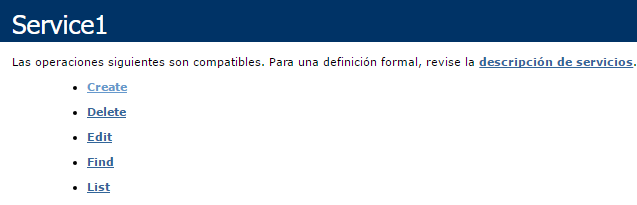 Service1
Las operaciones siguientes son compatibles. Para una definición formal, revise la descripción de servicios.
Create
Delete
Edit
Find
List